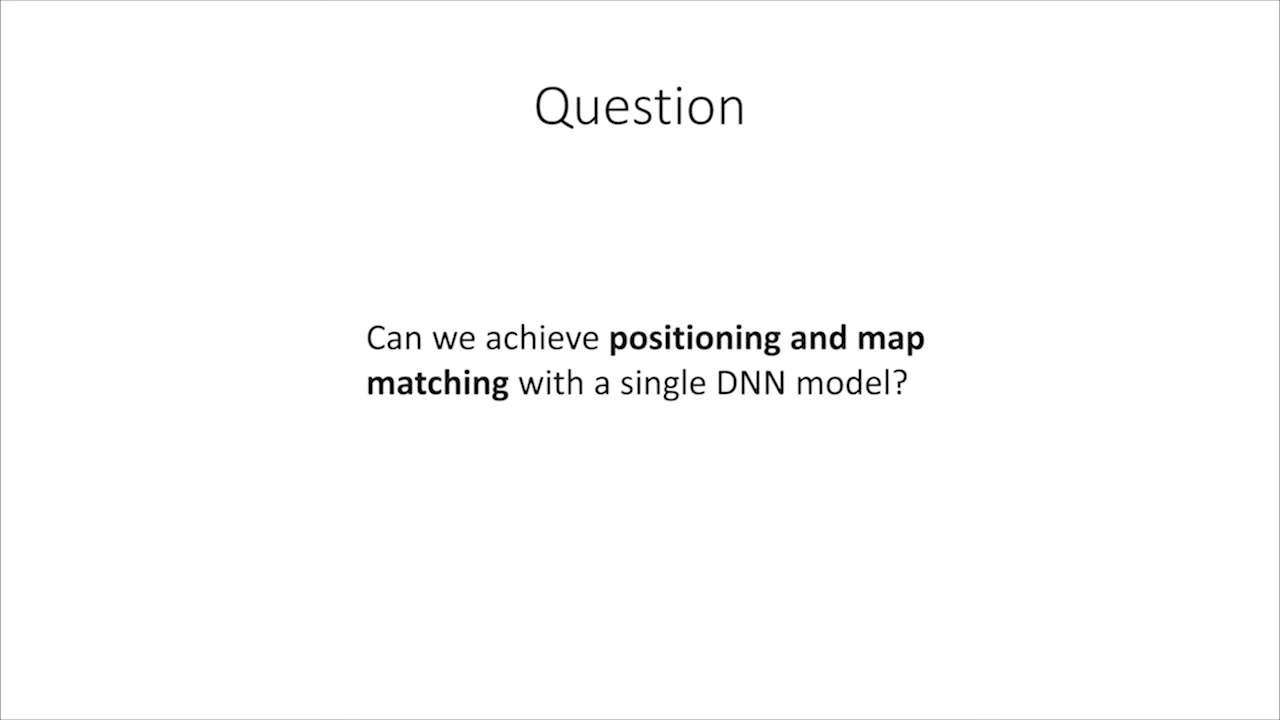 Question
Can we achieve positioning and map
matching with a single DNN model?